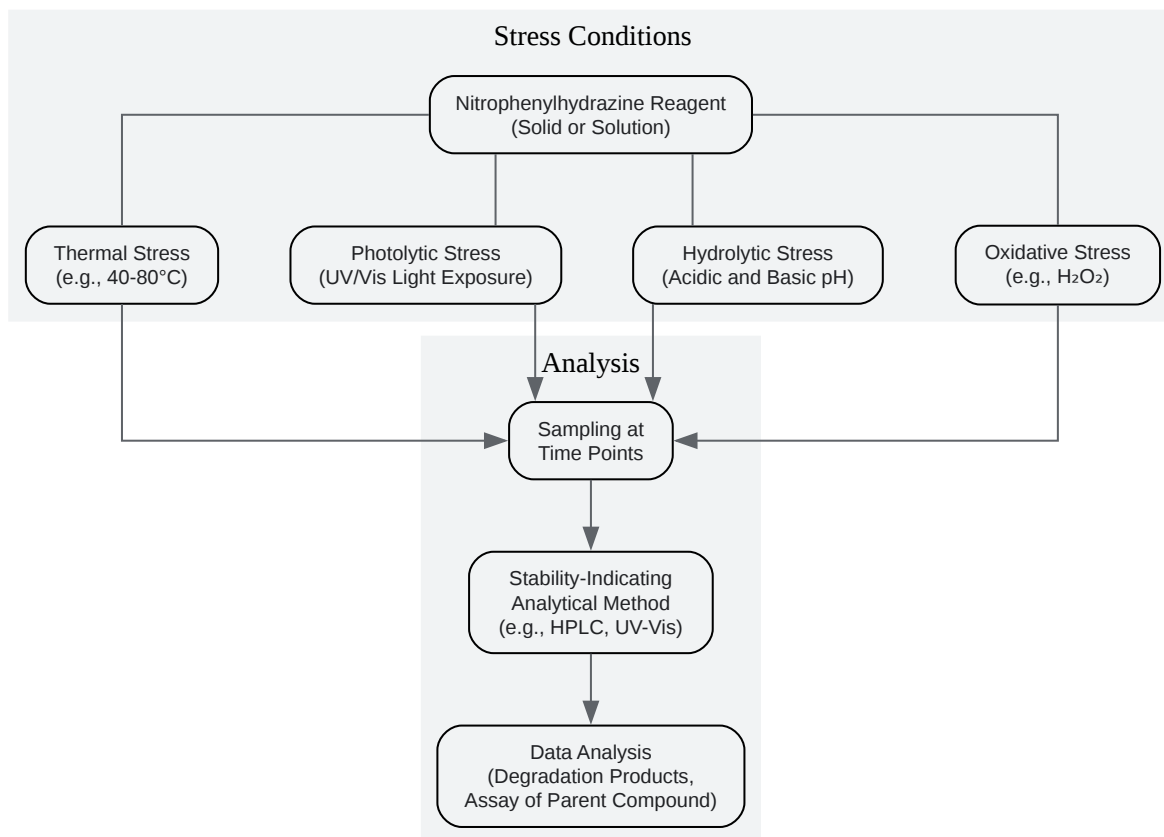 Stress Conditions
Nitrophenylhydrazine Reagent
(Solid or Solution)
Thermal Stress
(e.g., 40-80°C)
Photolytic Stress
(UV/Vis Light Exposure)
Hydrolytic Stress
(Acidic and Basic pH)
Oxidative Stress
(e.g., H₂O₂)
Analysis
Sampling at
Time Points
Stability-Indicating
Analytical Method
(e.g., HPLC, UV-Vis)
Data Analysis
(Degradation Products,
Assay of Parent Compound)